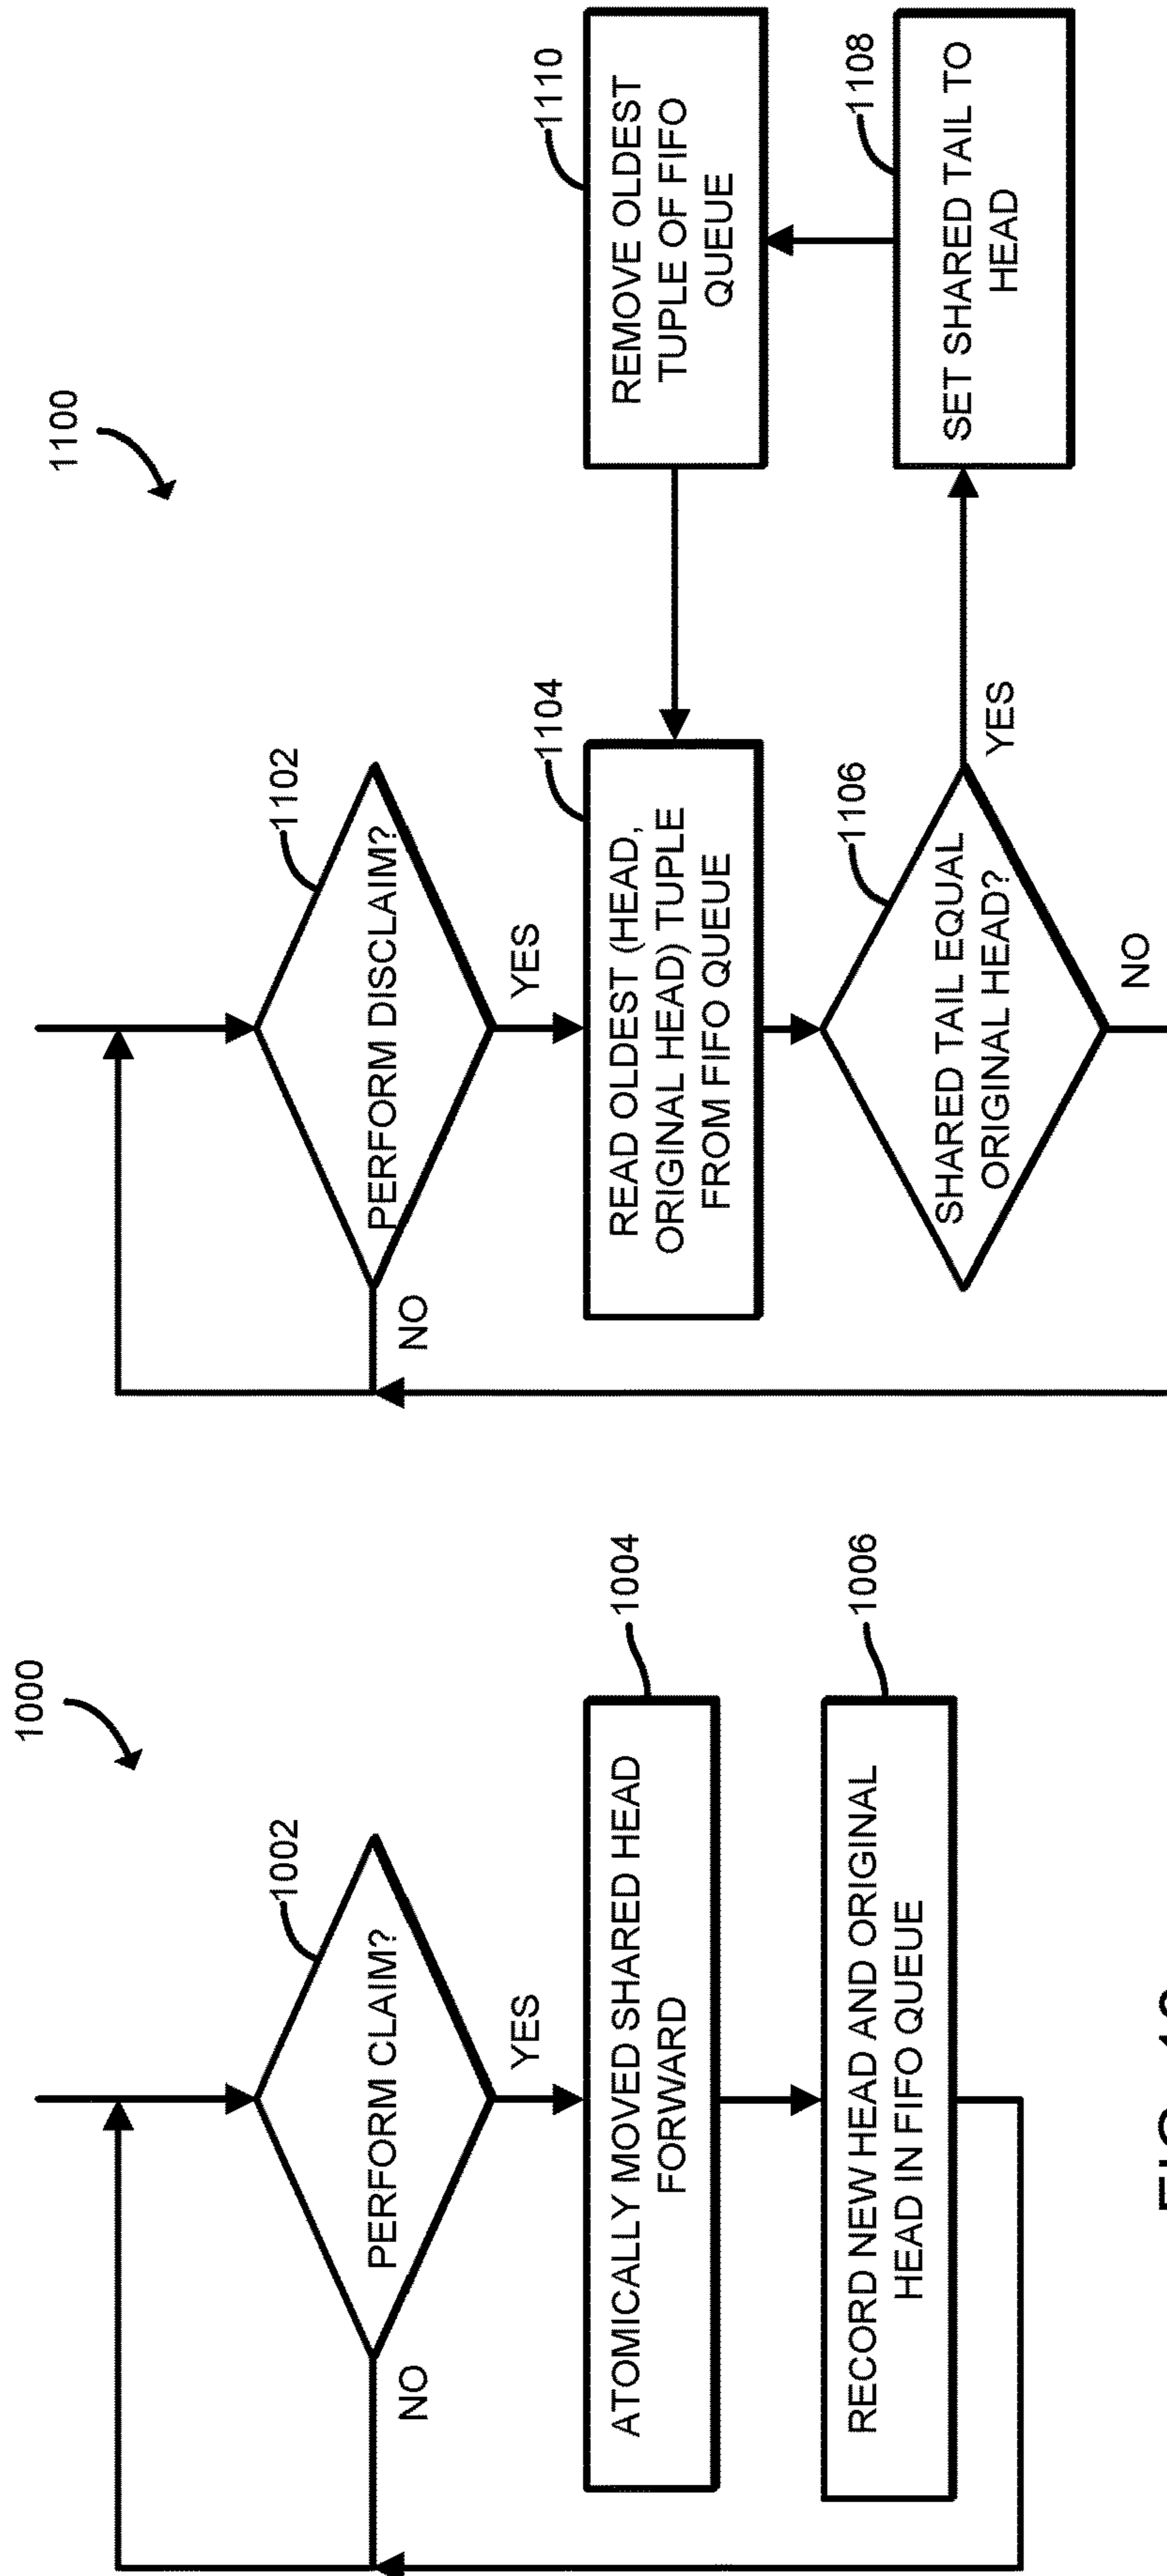 1000
1002
PERFORM CLAIM?
NO
YES
1004
ATOMICALLY MOVED SHARED HEAD
FORWARD
1006
RECORD NEW HEAD AND ORIGINAL
HEAD IN FIFO QUEUE
1100
1102
PERFORM DISCLAIM?
NO
YES
1104
READ OLDEST (HEAD,
ORIGINAL HEAD) TUPLE
FROM FIFO QUEUE
1106
SHARED TAIL EQUAL
ORIGINAL HEAD?
YES
NO
1110
REMOVE OLDEST
TUPLE OF FIFO
QUEUE
1108
SET SHARED TAIL TO
HEAD